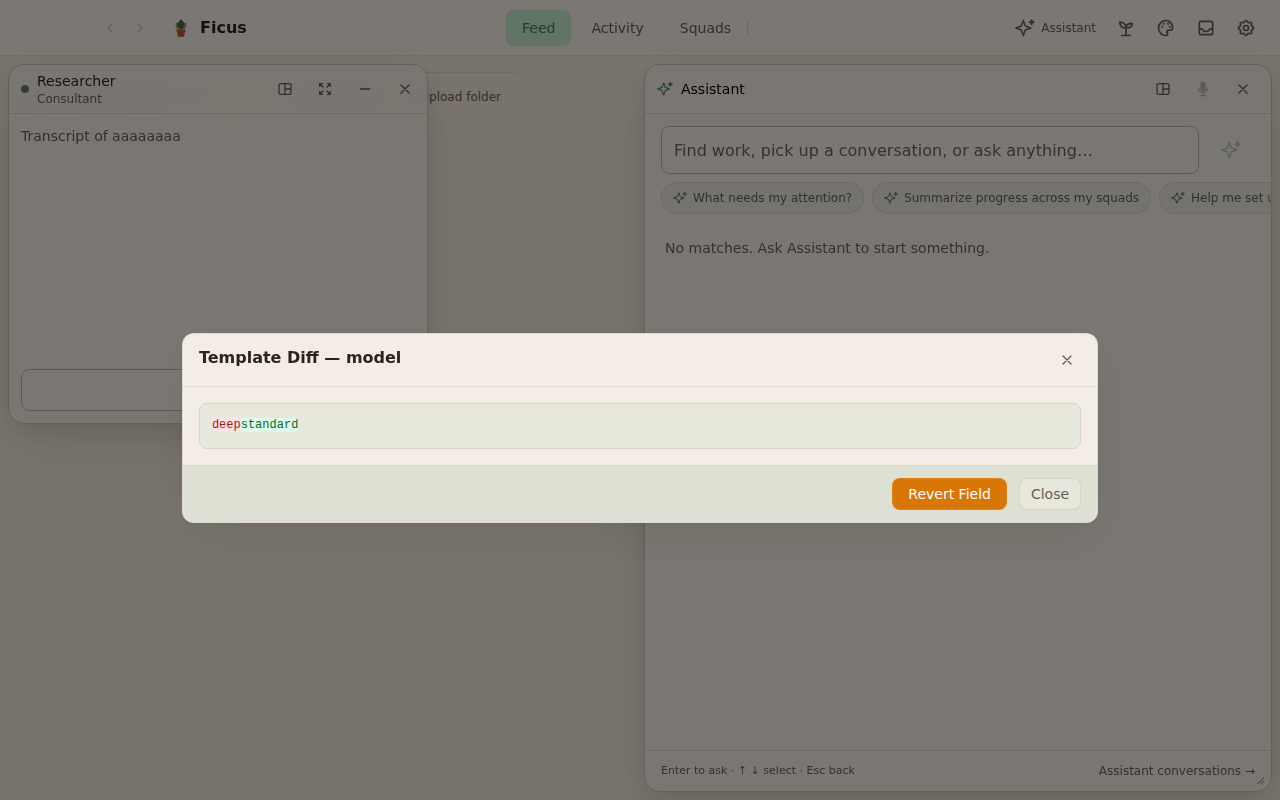 Ficus
Feed
Activity
Squads
Assistant
Researcher
Consultant
pload folder
Transcript of aaaaaaaa
Assistant
Find work, pick up a conversation, or ask anything...
What needs my attention?
Summarize progress across my squads
Help me set u
No matches. Ask Assistant to start something.
Template Diff — model
deepstandard
Revert Field
Close
Enter to ask · ↑ ↓ select · Esc back
Assistant conversations →